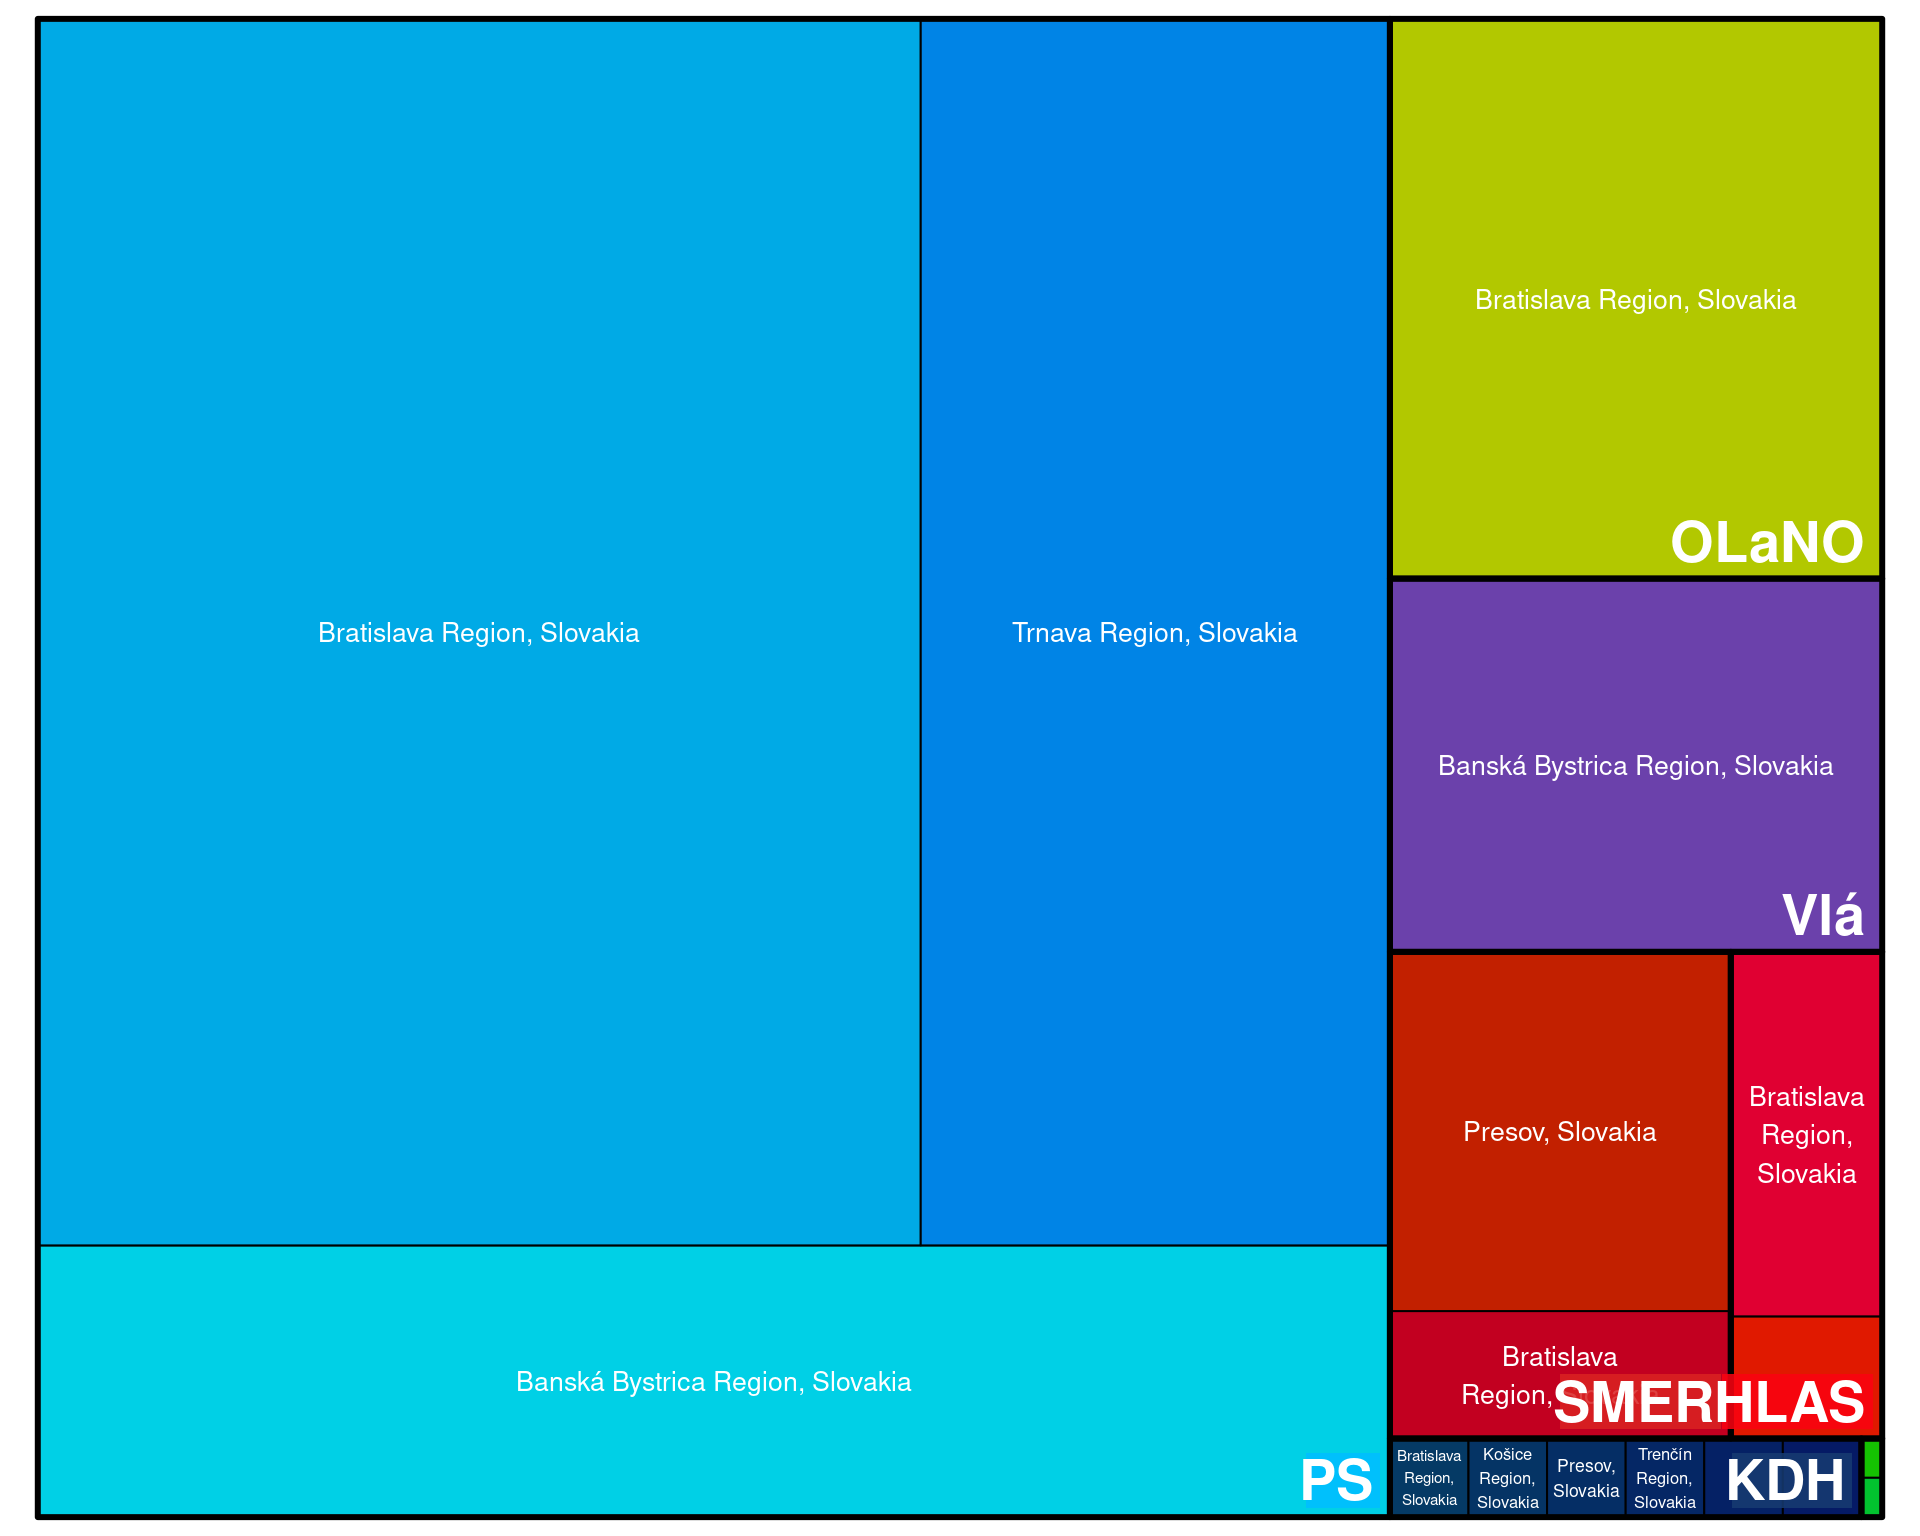 Bratislava Region, Slovakia
Trnava Region, Slovakia
Banská Bystrica Region, Slovakia
PS
Bratislava Region, Slovakia
OLaNO
Banská Bystrica Region, Slovakia
Vlá
Presov, Slovakia
Bratislava
Region,
SMER
Bratislava
Region,
Slovakia
HLAS
Bratislava
Region,
Slovakia
Košice
Region,
Slovakia
Presov,
Slovakia
Trenčín
Region,
Slovakia
KDH